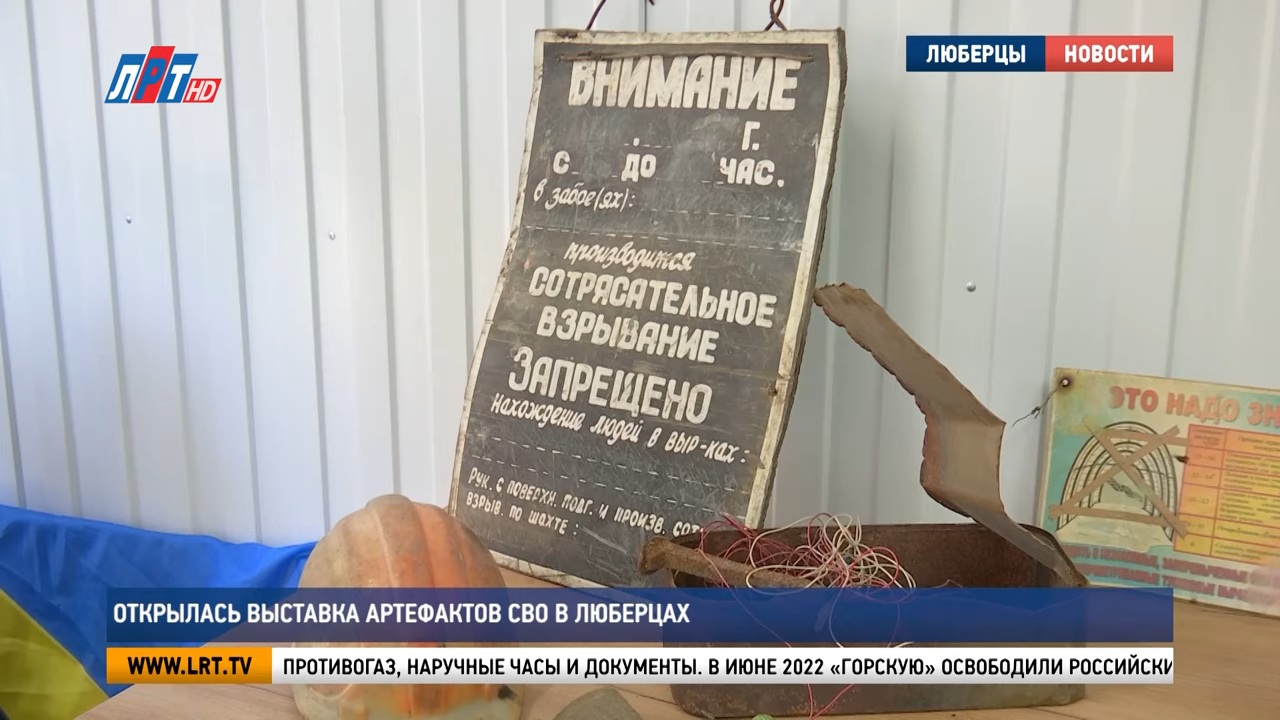 ЛРТ HD
ЛЮБЕРЦЫ НОВОСТИ
ВНИМАНИЕ
. Г.
С ДО ЧАС.
в забое(ях):
производится
СОТРЯСАТЕЛЬНОЕ
ВЗРЫВАНИЕ
ЗАПРЕЩЕНО
нахождение людей в выр-ках:
РУК. С ПОВЕРХН. ПОДГ. И ПРОИЗВ. СОТ
ВЗРЫВ. ПО ШАХТЕ:
ЭТО НАДО ЗН
ОТКРЫЛАСЬ ВЫСТАВКА АРТЕФАКТОВ СВО В ЛЮБЕРЦАХ
WWW.LRT.TV
ПРОТИВОГАЗ, НАРУЧНЫЕ ЧАСЫ И ДОКУМЕНТЫ. В ИЮНЕ 2022 «ГОРСКУЮ» ОСВОБОДИЛИ РОССИЙСКИ